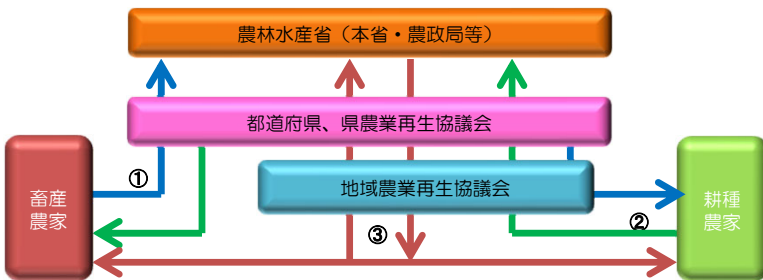 農林水産省（本省・農政局等）
都道府県、県農業再生協議会
①
地域農業再生協議会
畜産
農家
耕種
農家
②
③